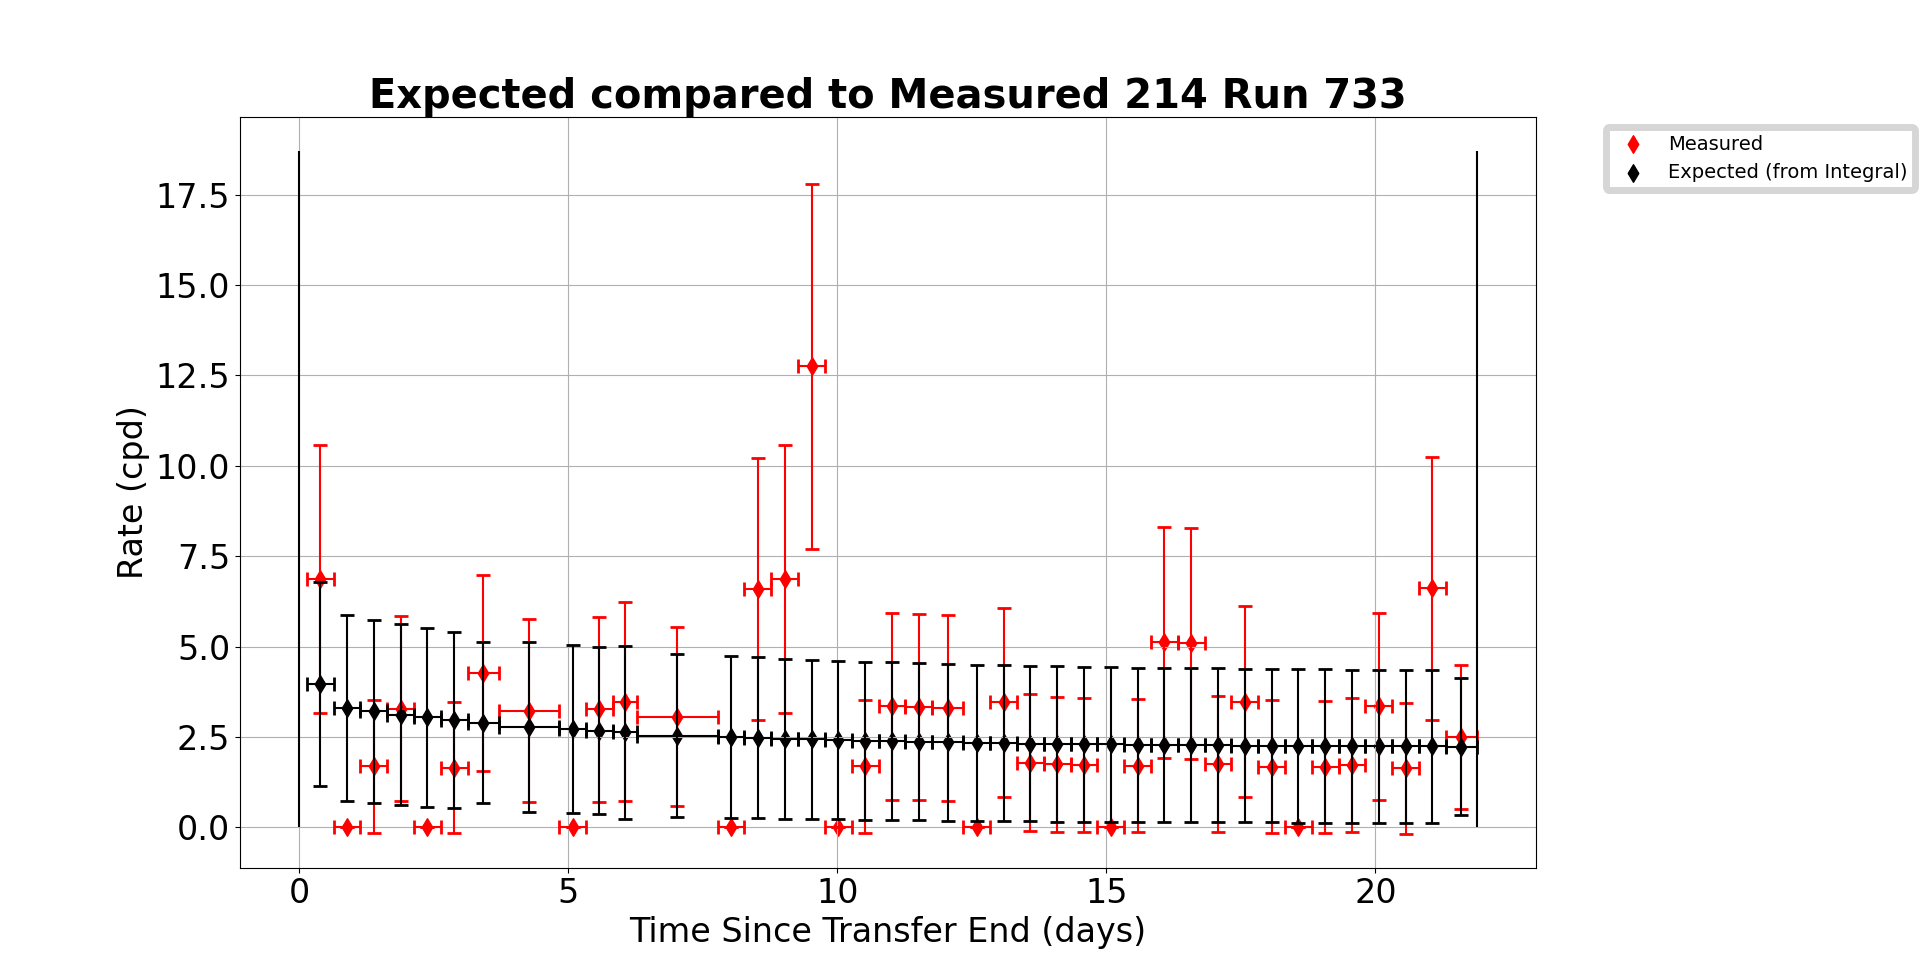 Expected compared to Measured 214 Run 733
Measured
Expected (from Integral)
Rate (cpd)
17.5
15.0
12.5
10.0
7.5
5.0
2.5
0.0
0 5 10 15 20
Time Since Transfer End (days)